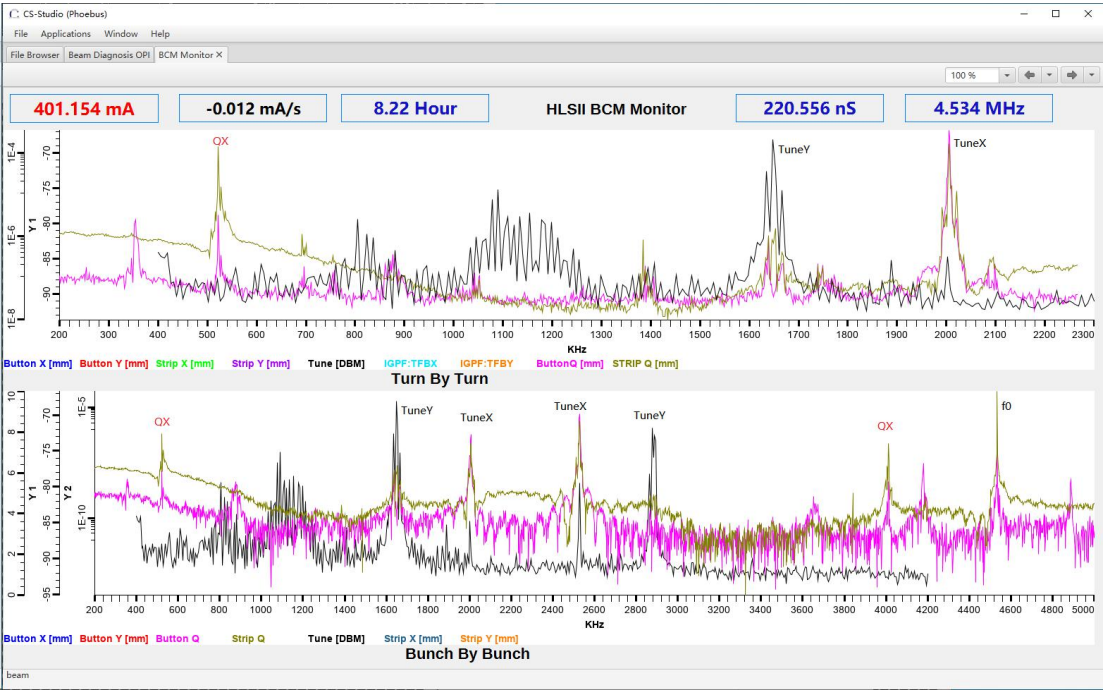 CS-Studio (Phoebus)
File Applications Window Help
File Browser Beam Diagnosis OPI BCM Monitor
100 %
401.154 mA -0.012 mA/s 8.22 Hour HLSII BCM Monitor 220.556 nS 4.534 MHz
1E-4 1E-6 1E-8
Y 1
-70 -75 -80 -85 -90
QX TuneY TuneX
200 300 400 500 600 700 800 900 1000 1100 1200 1300 1400 1500 1600 1700 1800 1900 2000 2100 2200 2300
KHz
Button X [mm] Button Y [mm] Strip X [mm] Strip Y [mm] Tune [DBM] IGPF:TFBX IGPF:TFBY ButtonQ [mm] STRIP Q [mm]
Turn By Turn
10 8 6 4 2 0
Y 1
-70 -75 -80 -85 -90 -95
Y 2
1E-5 1E-10
QX TuneY TuneX TuneX TuneY QX f0
200 400 600 800 1000 1200 1400 1600 1800 2000 2200 2400 2600 2800 3000 3200 3400 3600 3800 4000 4200 4400 4600 4800 5000
KHz
Button X [mm] Button Y [mm] Button Q Strip Q Tune [DBM] Strip X [mm] Strip Y [mm]
Bunch By Bunch
beam